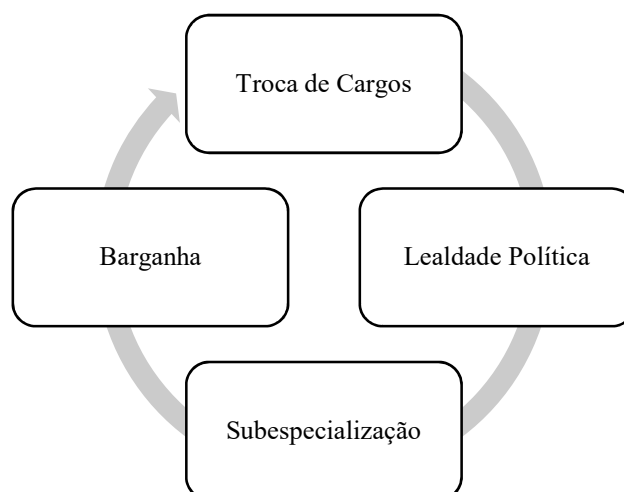 Troca de Cargos
Barganha
Lealdade Política
Subespecialização